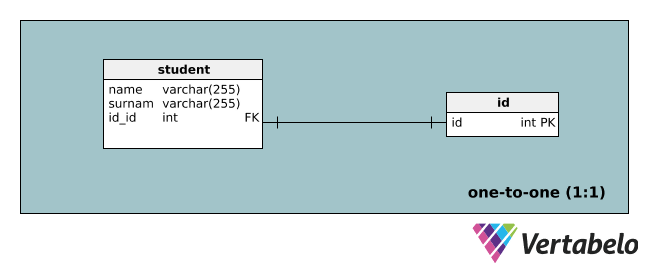 student
name varchar(255)
surnam varchar(255)
id_id int FK
id
id int PK
one-to-one (1:1)
Vertabelo